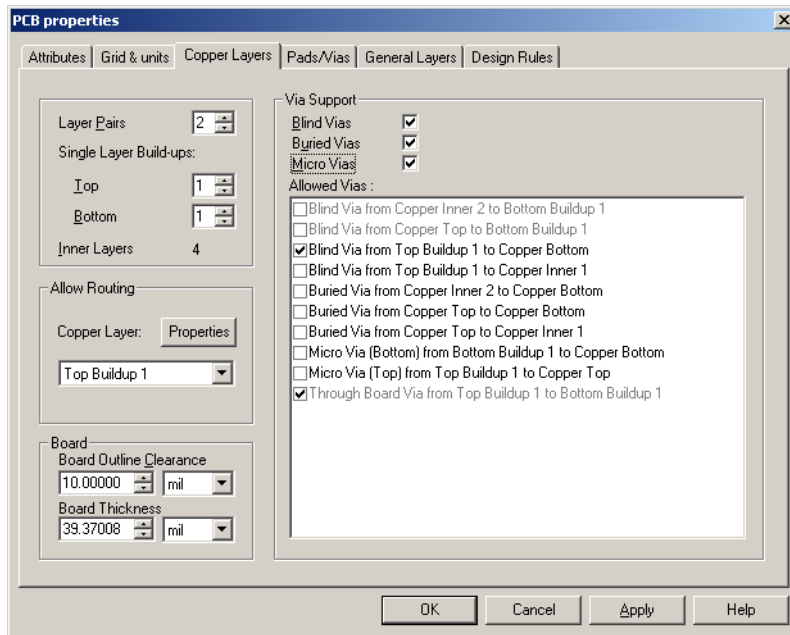 PCB properties
Attributes Grid & units Copper Layers Pads/Vias General Layers Design Rules
Layer Pairs 2
Single Layer Build-ups:
Top 1
Bottom 1
Inner Layers 4
Allow Routing
Copper Layer: Properties
Top Buildup 1
Board
Board Outline Clearance
10.00000 mil
Board Thickness
39.37008 mil
Via Support
Blind Vias
Buried Vias
Micro Vias
Allowed Vias :
Blind Via from Copper Inner 2 to Bottom Buildup 1
Blind Via from Copper Top to Bottom Buildup 1
Blind Via from Top Buildup 1 to Copper Bottom
Blind Via from Top Buildup 1 to Copper Inner 1
Buried Via from Copper Inner 2 to Copper Bottom
Buried Via from Copper Top to Copper Bottom
Buried Via from Copper Top to Copper Inner 1
Micro Via (Bottom) from Bottom Buildup 1 to Copper Bottom
Micro Via (Top) from Top Buildup 1 to Copper Top
Through Board Via from Top Buildup 1 to Bottom Buildup 1
OK Cancel Apply Help